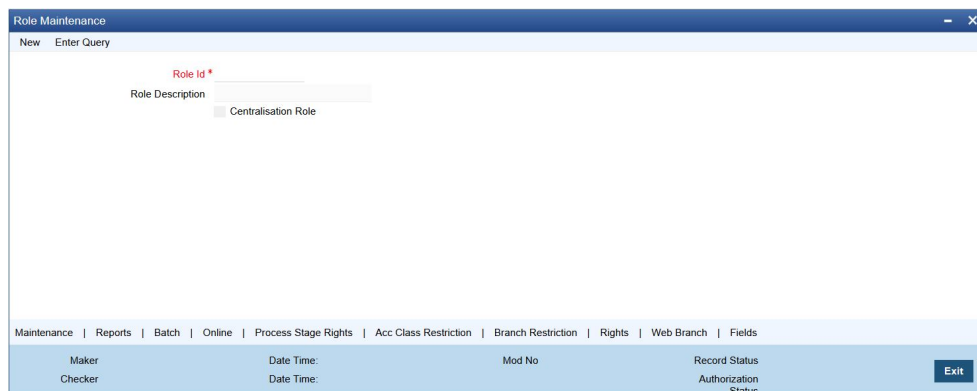 Role Maintenance
New Enter Query
Role Id *
Role Description
Centralisation Role
Maintenance | Reports | Batch | Online | Process Stage Rights | Acc Class Restriction | Branch Restriction | Rights | Web Branch | Fields
Maker Date Time: Mod No Record Status
Checker Date Time: Authorization Status
Exit